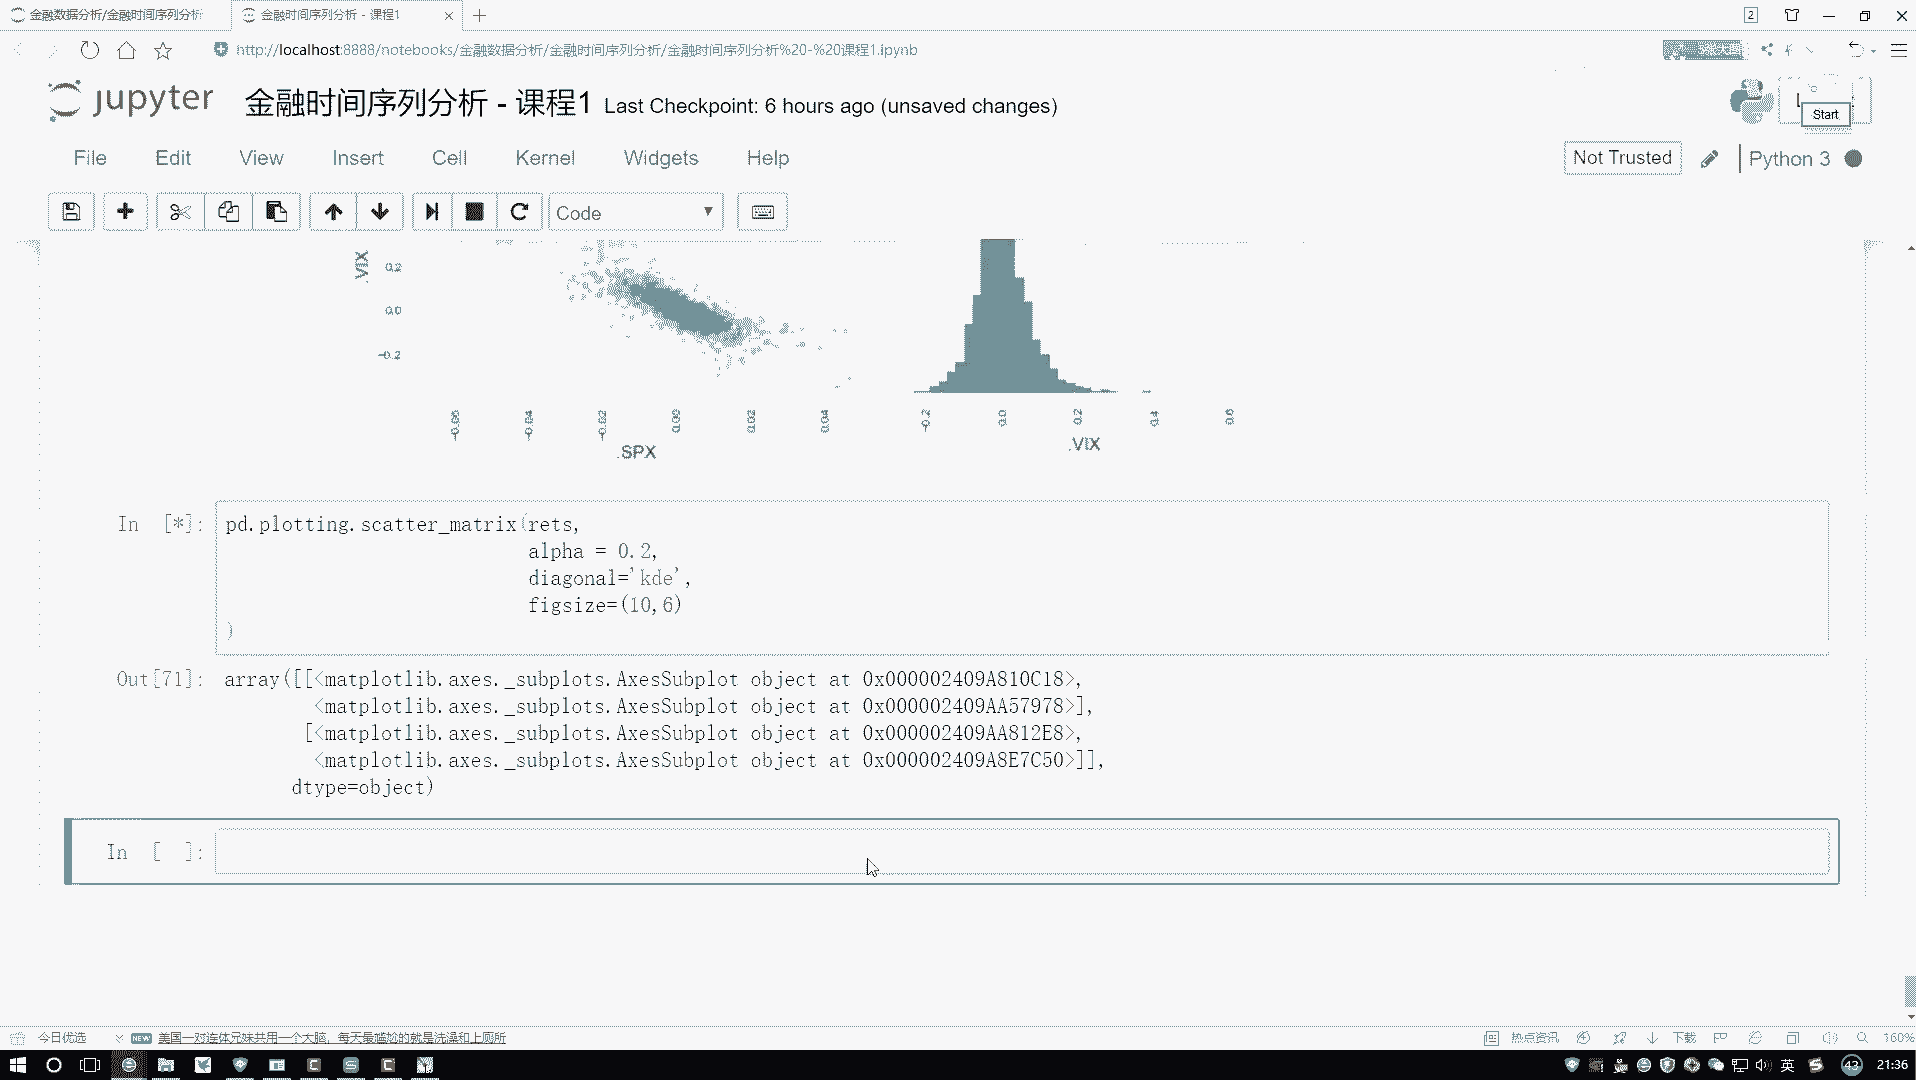 金融数据分析/金融时间序列分析/
金融时间序列分析 - 课程1
2
http://localhost:8888/notebooks/金融数据分析/金融时间序列分析/金融时间序列分析%20-%20课程1.ipynb
jupyter
金融时间序列分析 - 课程1 Last Checkpoint: 6 hours ago (unsaved changes)
Start
File Edit View Insert Cell Kernel Widgets Help
Not Trusted
Python 3
Code
.VIX
0.2
0.0
-0.2
-0.06 -0.04 -0.02 0.00 0.02 0.04
-0.2 0.0 0.2 0.4 0.6
.SPX
.VIX
In [*]: pd.plotting.scatter_matrix(rets,
alpha = 0.2,
diagonal='kde',
figsize=(10,6)
)
Out[71]: array([[<matplotlib.axes._subplots.AxesSubplot object at 0x000002409A810C18>,
<matplotlib.axes._subplots.AxesSubplot object at 0x000002409AA57978>],
[<matplotlib.axes._subplots.AxesSubplot object at 0x000002409AA812E8>,
<matplotlib.axes._subplots.AxesSubplot object at 0x000002409A8E7C50>]],
dtype=object)
In [ ]:
今日优选
NEW
美国一对连体兄妹共用一个大脑，每天最尴尬的就是洗澡和上厕所
热点资讯
下载
160%
英
43
21:36